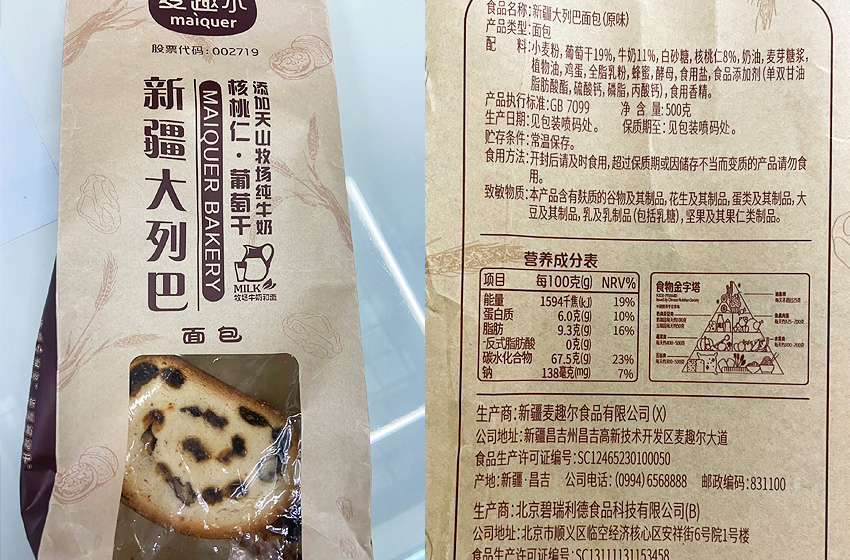 麦趣尔
maiquer
股票代码:002719
新疆大列巴
MAIQUER BAKERY
核桃仁·葡萄干
添加天山牧场纯牛奶
MILK
牧场牛奶和面
面包
食品名称:新疆大列巴面包(原味)
产品类型:面包
配 料:小麦粉,葡萄干19%,牛奶11%,白砂糖,核桃仁8%,奶油,麦芽糖浆,
植物油,鸡蛋,全脂乳粉,蜂蜜,酵母,食用盐,食品添加剂(单双甘油
脂肪酸酯,硫酸钙,磷脂,丙酸钙),食用香精。
产品执行标准:GB 7099 净 含 量:500克
生产日期:见包装喷码处。 保质期至:见包装喷码处。
贮存条件:常温保存。
食用方法:开封后请及时食用,超过保质期或因储存不当而变质的产品请勿食
用。
致敏物质:本产品含有麸质的谷物及其制品,花生及其制品,蛋类及其制品,大
豆及其制品,乳及乳制品(包括乳糖),坚果及其果仁类制品。
营养成分表
项目 每100克(g) NRV%
能量 1594千焦(kJ) 19%
蛋白质 6.0克(g) 10%
脂肪 9.3克(g) 16%
-反式脂肪酸 0克(g)
碳水化合物 67.5克(g) 23%
钠 138毫克(mg) 7%
食物金字塔
生产商:新疆麦趣尔食品有限公司(X)
公司地址:新疆昌吉州昌吉高新技术开发区麦趣尔大道
食品生产许可证编号:SC12465230100050
产地:新疆·昌吉 公司电话:(0994)6568888 邮政编码:831100
生产商:北京碧瑞利德食品科技有限公司(B)
公司地址:北京市顺义区临空经济核心区安祥街6号院1号楼
食品生产许可证编号:SC11111131153458